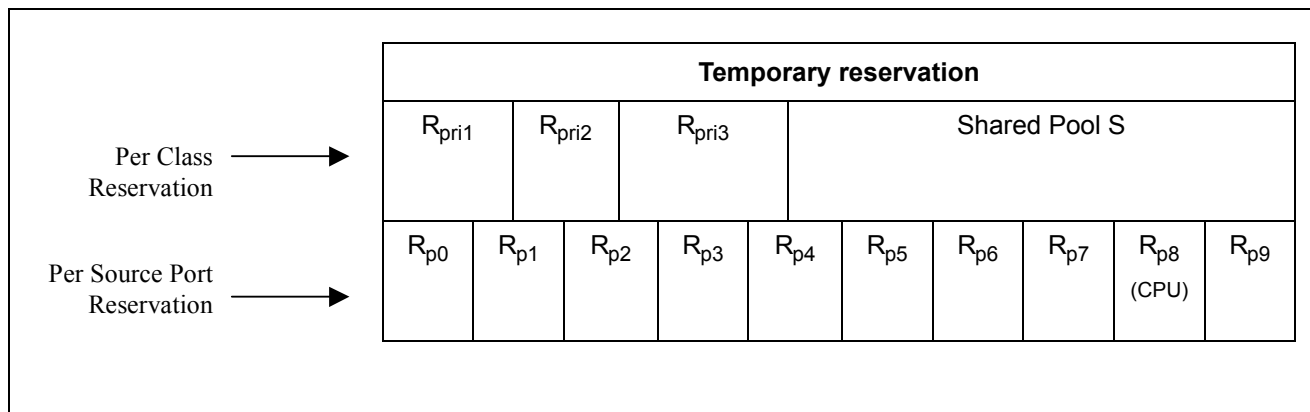 Temporary reservation
Per Class
Reservation
Rpri1 Rpri2 Rpri3 Shared Pool S
Per Source Port
Reservation
Rp0 Rp1 Rp2 Rp3 Rp4 Rp5 Rp6 Rp7 Rp8 Rp9
(CPU)